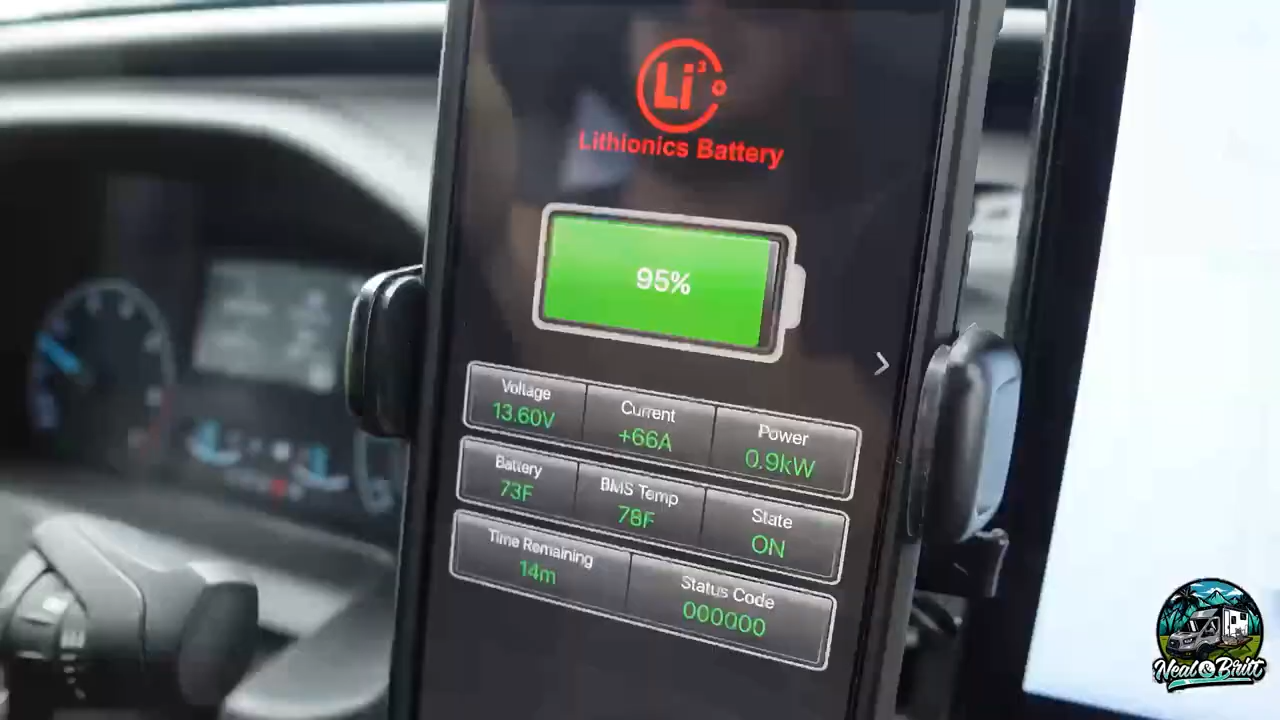 Li³
Lithionics Battery
95%
Voltage
13.60V
Current
+66A
Power
0.9kW
Battery
73F
BMS Temp
78F
State
ON
Time Remaining
14m
Status Code
000000
Neal & Britt